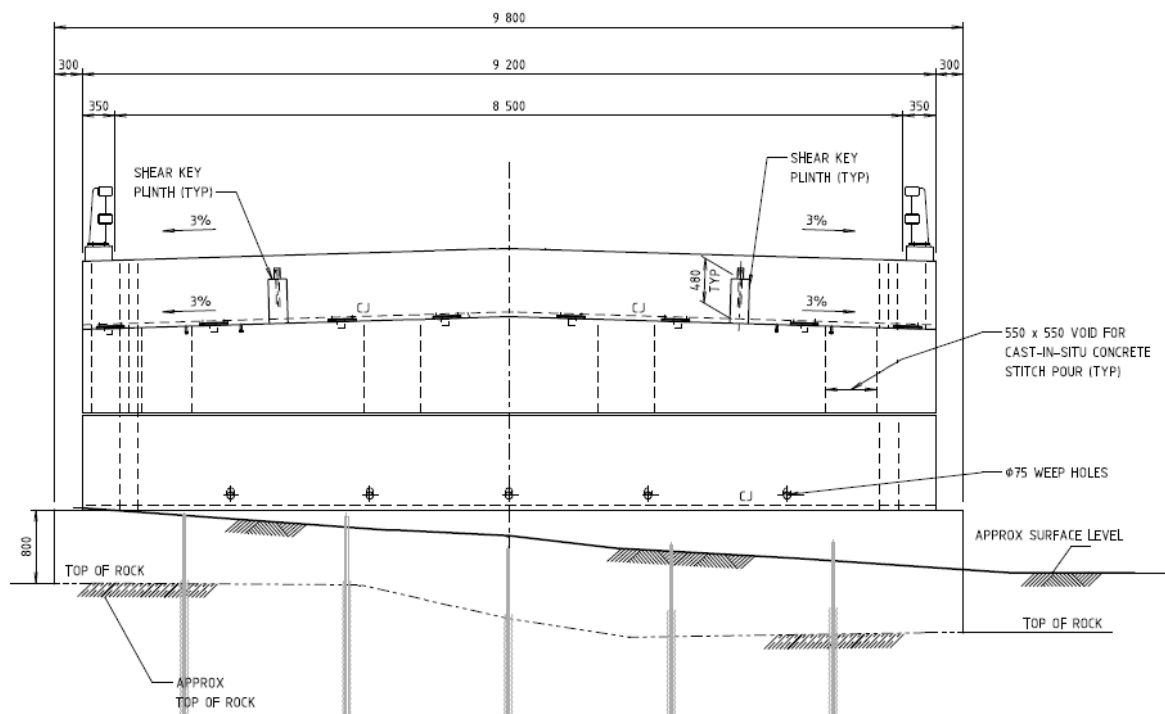 9 800
300
9 200
300
350
8 500
350
SHEAR KEY
PLINTH (TYP)
SHEAR KEY
PLINTH (TYP)
3%
3%
480
TYP
3%
CJ
CJ
3%
550 x 550 VOID FOR
CAST-IN-SITU CONCRETE
STITCH POUR (TYP)
Ø75 WEEP HOLES
CJ
800
APPROX SURFACE LEVEL
TOP OF ROCK
TOP OF ROCK
APPROX
TOP OF ROCK